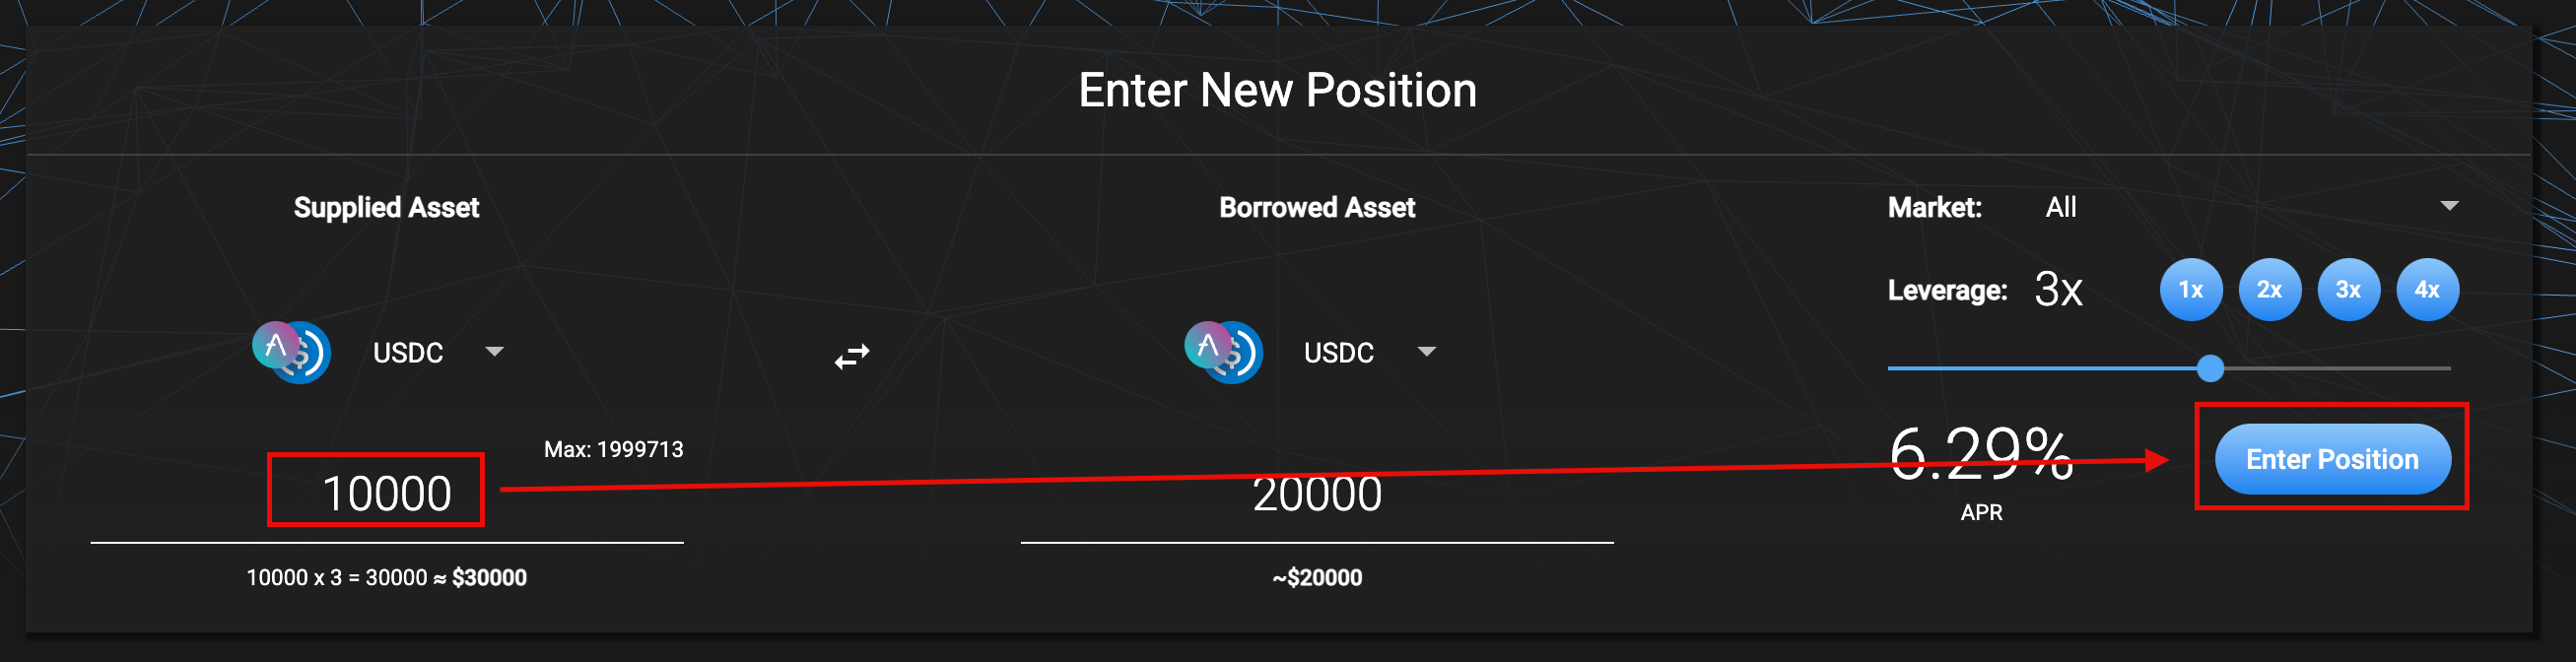 Enter New Position
Supplied Asset
Borrowed Asset
Market: All
Leverage: 3x 1x 2x 3x 4x
USDC
USDC
Max: 1999713
10000
20000
6.29%
APR
Enter Position
10000 x 3 = 30000 ≈ $30000
~$20000